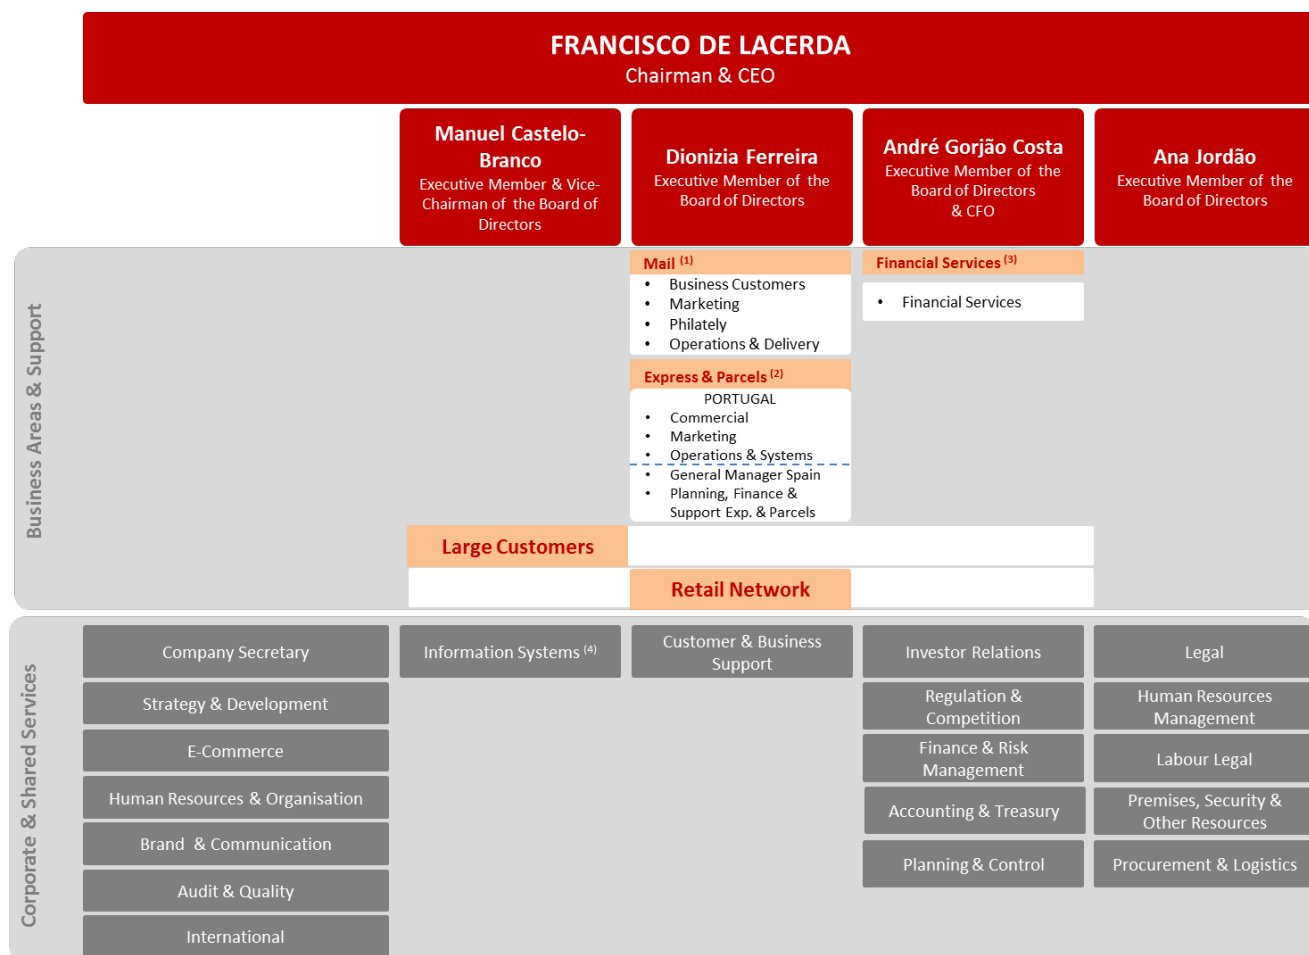 FRANCISCO DE LACERDA
Chairman & CEO
Manuel Castelo-
Branco
Executive Member & Vice-
Chairman of the Board of
Directors
Dionizia Ferreira
Executive Member of the
Board of Directors
André Gorjão Costa
Executive Member of the
Board of Directors
& CFO
Ana Jordão
Executive Member of the
Board of Directors
Business Areas & Support
Mail (1)
• Business Customers
• Marketing
• Philately
• Operations & Delivery
Financial Services (3)
• Financial Services
Express & Parcels (2)
PORTUGAL
• Commercial
• Marketing
• Operations & Systems
• General Manager Spain
• Planning, Finance &
Support Exp. & Parcels
Large Customers
Retail Network
Corporate & Shared Services
Company Secretary
Strategy & Development
E-Commerce
Human Resources & Organisation
Brand & Communication
Audit & Quality
International
Information Systems (4)
Customer & Business
Support
Investor Relations
Regulation &
Competition
Finance & Risk
Management
Accounting & Treasury
Planning & Control
Legal
Human Resources
Management
Labour Legal
Premises, Security &
Other Resources
Procurement & Logistics